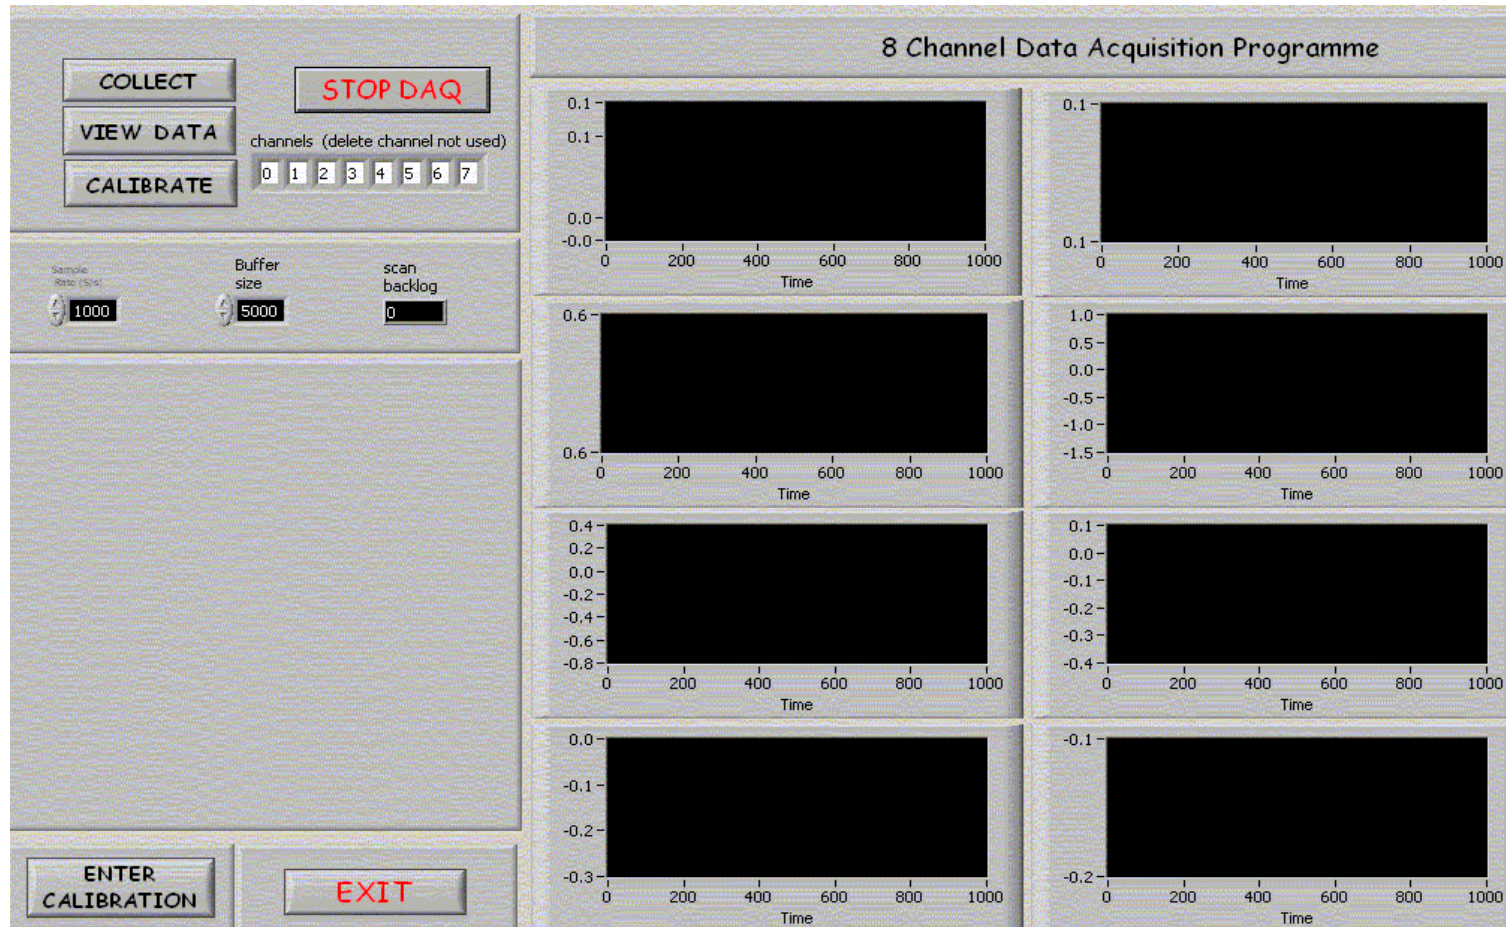 8 Channel Data Acquisition Programme
COLLECT
STOP DAQ
VIEW DATA
channels (delete channel not used)
0 1 2 3 4 5 6 7
CALIBRATE
Sample
Rate (S/s)
1000
Buffer
size
5000
scan
backlog
0
ENTER
CALIBRATION
EXIT
0.1
0.1
0.0
-0.0
0 200 400 600 800 1000
Time
0.1
0.1
0 200 400 600 800 1000
Time
0.6
0.6
0 200 400 600 800 1000
Time
1.0
0.5
0.0
-0.5
-1.0
-1.5
0 200 400 600 800 1000
Time
0.4
0.2
0.0
-0.2
-0.4
-0.6
-0.8
0 200 400 600 800 1000
Time
0.1
0.0
-0.1
-0.2
-0.3
-0.4
0 200 400 600 800 1000
Time
0.0
-0.1
-0.2
-0.3
0 200 400 600 800 1000
Time
-0.1
-0.2
0 200 400 600 800 1000
Time